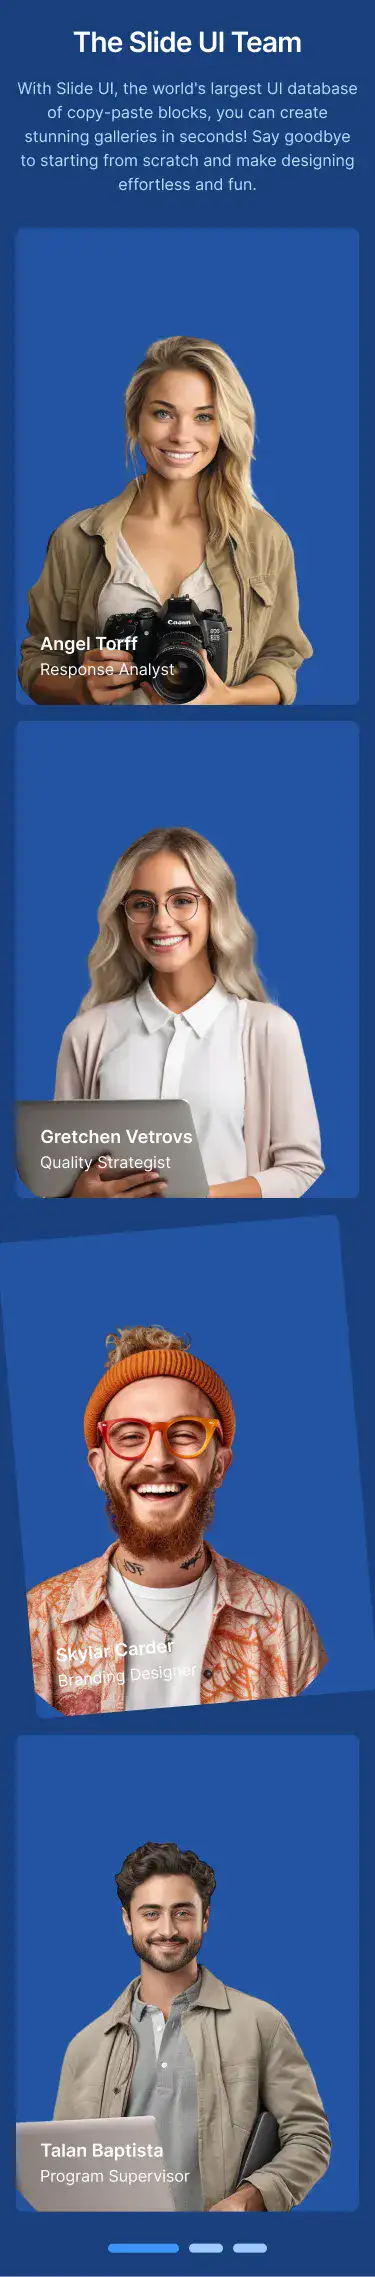 The Slide UI Team
With Slide UI, the world's largest UI database
of copy-paste blocks, you can create
stunning galleries in seconds! Say goodbye
to starting from scratch and make designing
effortless and fun.
Canon
EOS
Angel Torff
Response Analyst
Gretchen Vetrovs
Quality Strategist
Skylar Carder
Branding Designer
Talan Baptista
Program Supervisor